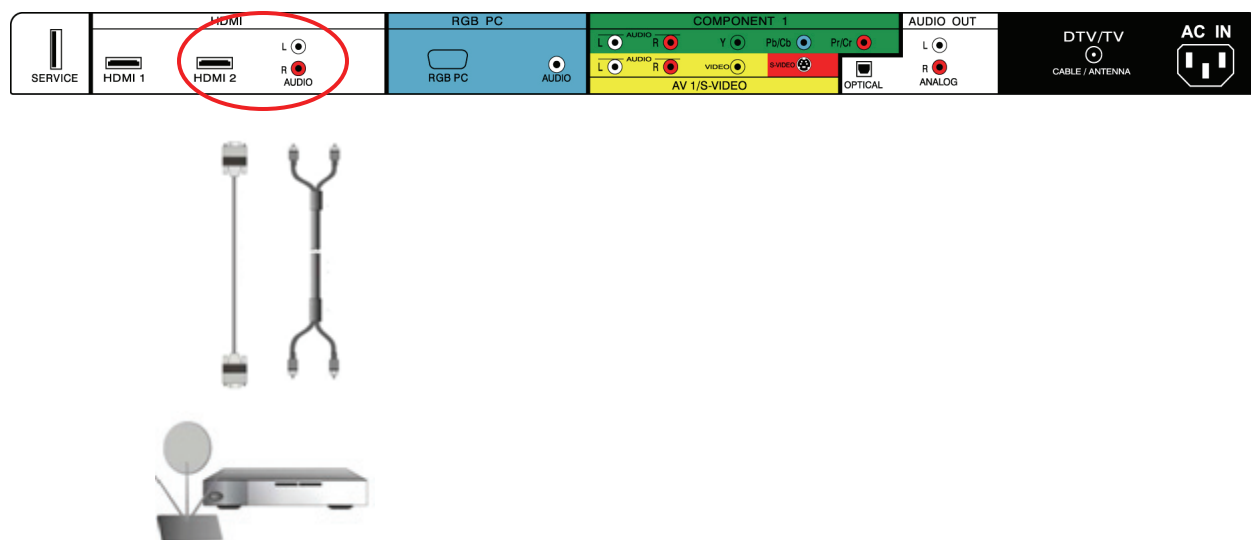 HDMI
SERVICE
HDMI 1
HDMI 2
L
R
AUDIO
RGB PC
RGB PC
AUDIO
COMPONENT 1
L AUDIO R Y Pb/Cb Pr/Cr
L AUDIO R VIDEO S-VIDEO
AV 1/S-VIDEO
OPTICAL
AUDIO OUT
L
R
ANALOG
DTV/TV
CABLE / ANTENNA
AC IN